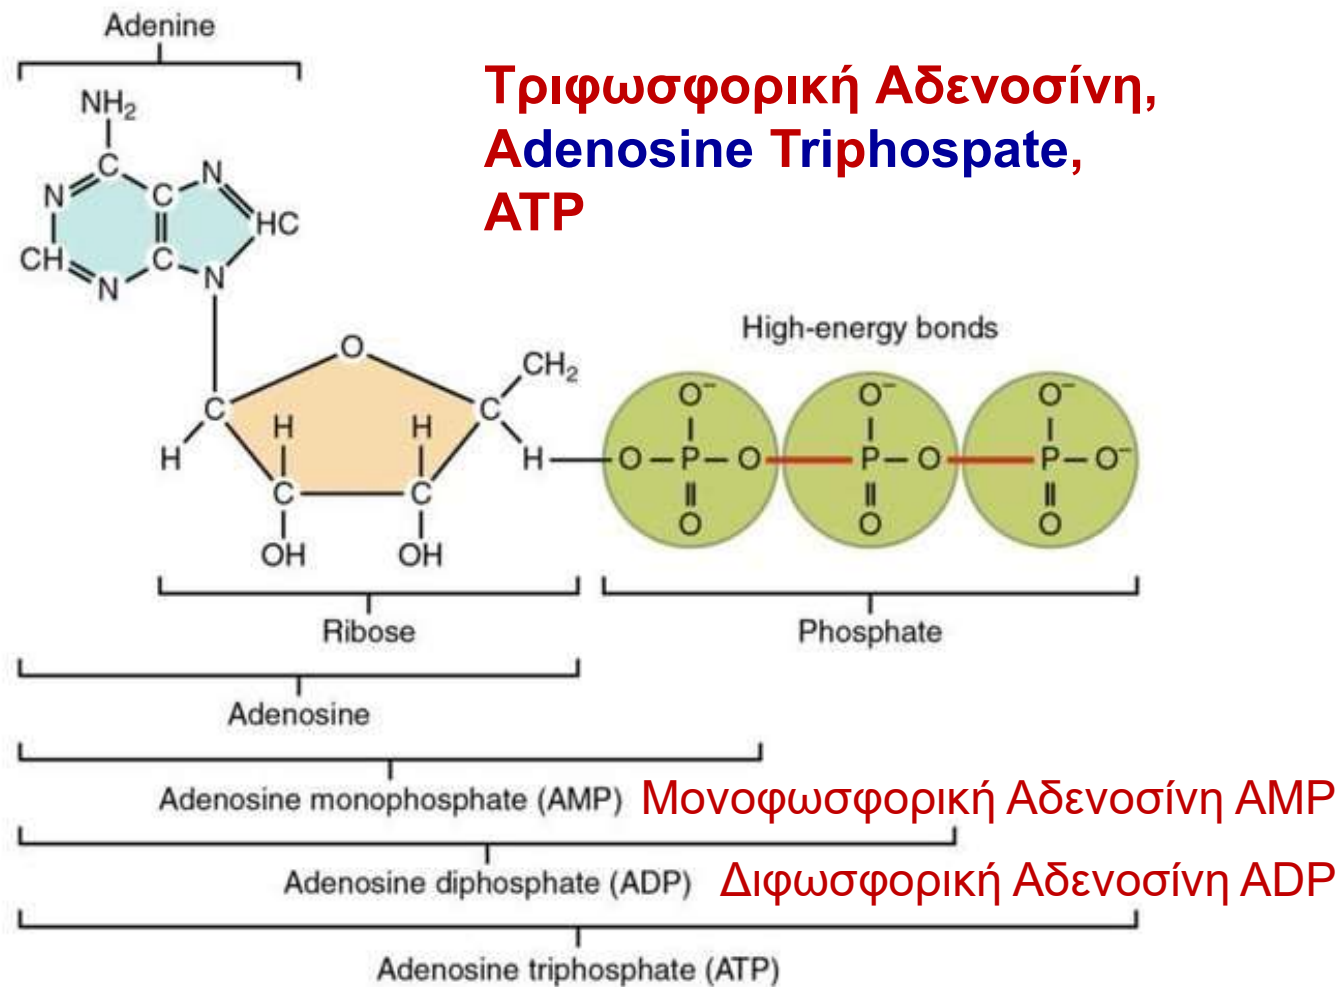 Adenine
Τριφωσφορική Αδενοσίνη,
Adenosine Triphospate,
ATP
NH₂
C
N
C
N
HC
CH
N
C
N
High-energy bonds
O
CH₂
C
H
H
C
H
H
C
C
OH
OH
O⁻
O – P – O
O
O⁻
P – O
O
O⁻
P – O⁻
O
Ribose
Phosphate
Adenosine
Adenosine monophosphate (AMP) Μονοφωσφορική Αδενοσίνη AMP
Adenosine diphosphate (ADP) Διφωσφορική Αδενοσίνη ADP
Adenosine triphosphate (ATP)